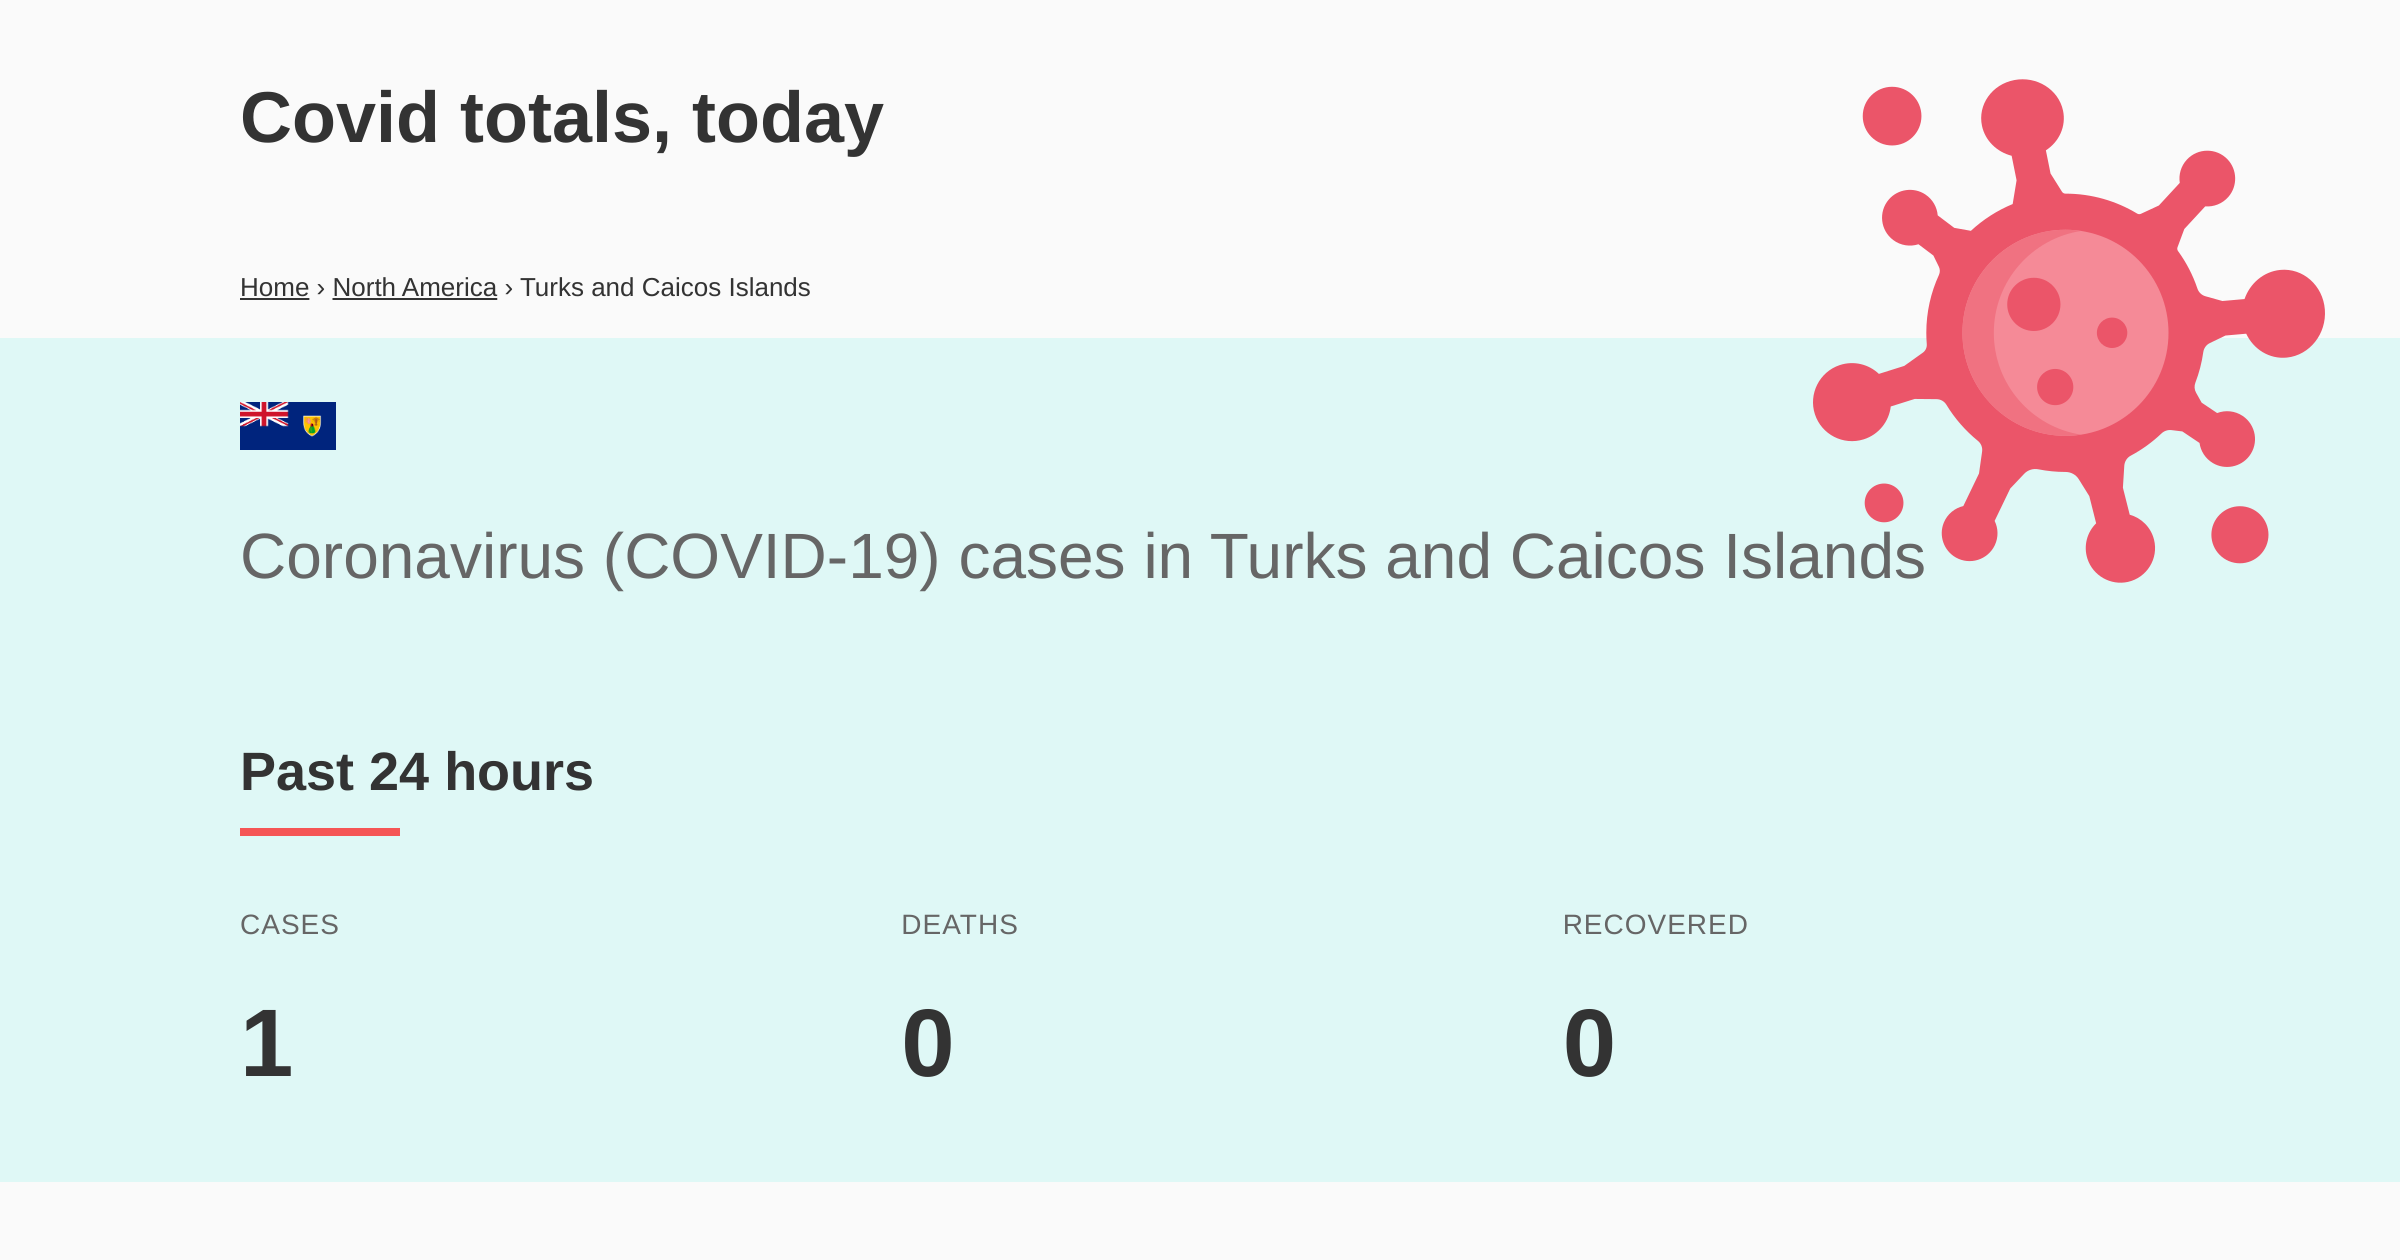 Covid totals, today
Home › North America › Turks and Caicos Islands
Coronavirus (COVID-19) cases in Turks and Caicos Islands
Past 24 hours
CASES
DEATHS
RECOVERED
1
0
0